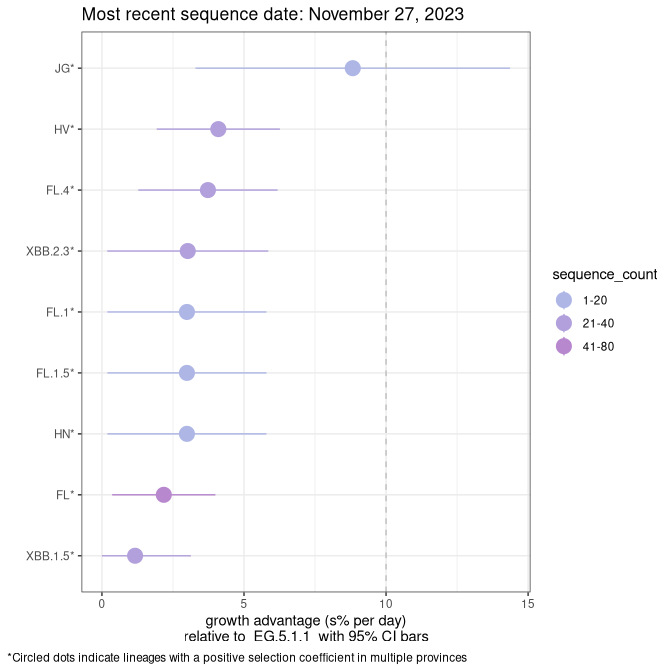 Most recent sequence date: November 27, 2023
JG*
HV*
FL.4*
XBB.2.3*
FL.1*
FL.1.5*
HN*
FL*
XBB.1.5*
0 5 10 15
growth advantage (s% per day)
relative to EG.5.1.1 with 95% CI bars
sequence_count
1-20
21-40
41-80
*Circled dots indicate lineages with a positive selection coefficient in multiple provinces